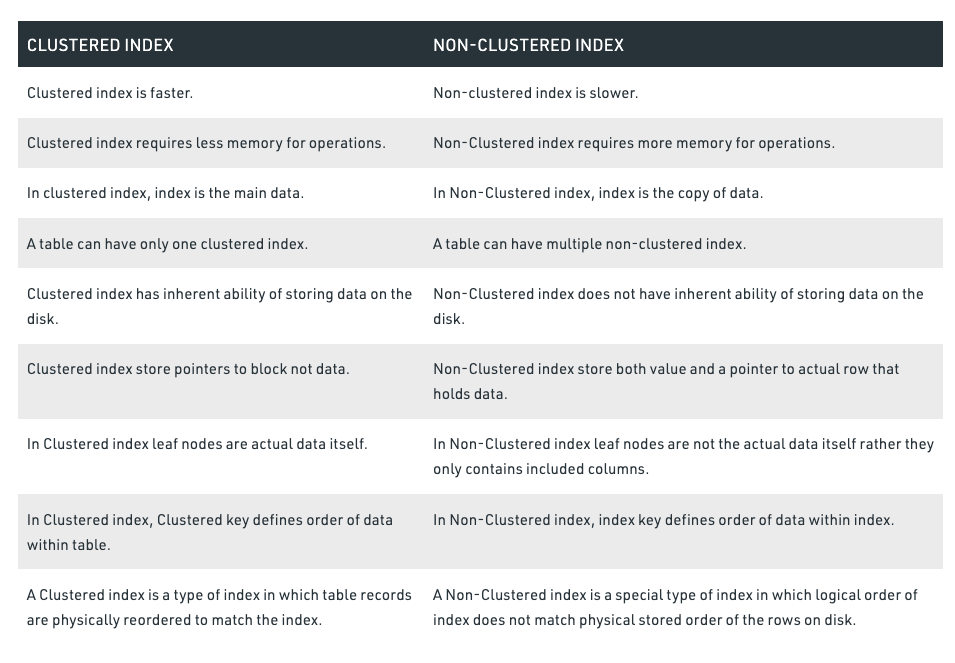 CLUSTERED INDEX NON-CLUSTERED INDEX
Clustered index is faster. Non-clustered index is slower.
Clustered index requires less memory for operations. Non-Clustered index requires more memory for operations.
In clustered index, index is the main data. In Non-Clustered index, index is the copy of data.
A table can have only one clustered index. A table can have multiple non-clustered index.
Clustered index has inherent ability of storing data on the Non-Clustered index does not have inherent ability of storing data on the
disk. disk.
Clustered index store pointers to block not data. Non-Clustered index store both value and a pointer to actual row that
holds data.
In Clustered index leaf nodes are actual data itself. In Non-Clustered index leaf nodes are not the actual data itself rather they
only contains included columns.
In Clustered index, Clustered key defines order of data In Non-Clustered index, index key defines order of data within index.
within table.
A Clustered index is a type of index in which table records A Non-Clustered index is a special type of index in which logical order of
are physically reordered to match the index. index does not match physical stored order of the rows on disk.